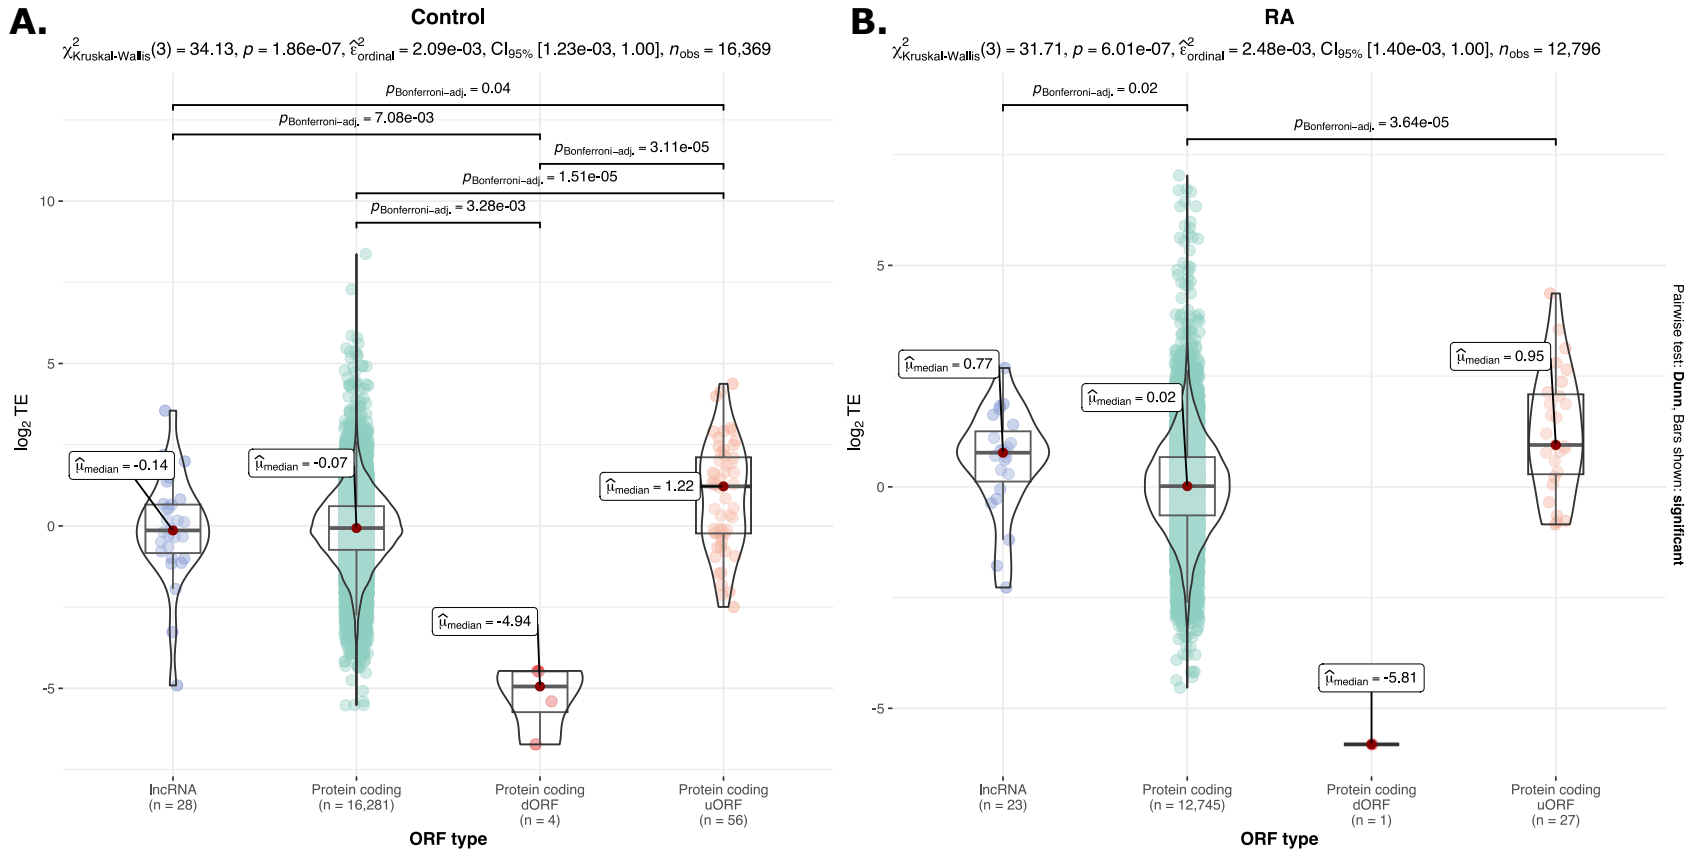 A.
Control
χ²Kruskal-Wallis(3) = 34.13, p = 1.86e-07, ε̂²ordinal = 2.09e-03, CI95% [1.23e-03, 1.00], nobs = 16,369
pBonferroni-adj. = 0.04
pBonferroni-adj. = 7.08e-03
pBonferroni-adj. = 3.11e-05
pBonferroni-adj. = 1.51e-05
pBonferroni-adj. = 3.28e-03
10
5
0
-5
log2 TE
μ̂median = -0.14
μ̂median = -0.07
μ̂median = -4.94
μ̂median = 1.22
lncRNA
(n = 28)
Protein coding
(n = 16,281)
Protein coding
dORF
(n = 4)
Protein coding
uORF
(n = 56)
ORF type
B.
RA
χ²Kruskal-Wallis(3) = 31.71, p = 6.01e-07, ε̂²ordinal = 2.48e-03, CI95% [1.40e-03, 1.00], nobs = 12,796
pBonferroni-adj. = 0.02
pBonferroni-adj. = 3.64e-05
5
0
-5
log2 TE
μ̂median = 0.77
μ̂median = 0.02
μ̂median = -5.81
μ̂median = 0.95
lncRNA
(n = 23)
Protein coding
(n = 12,745)
Protein coding
dORF
(n = 1)
Protein coding
uORF
(n = 27)
ORF type
Pairwise test: Dunn, Bars shown: significant